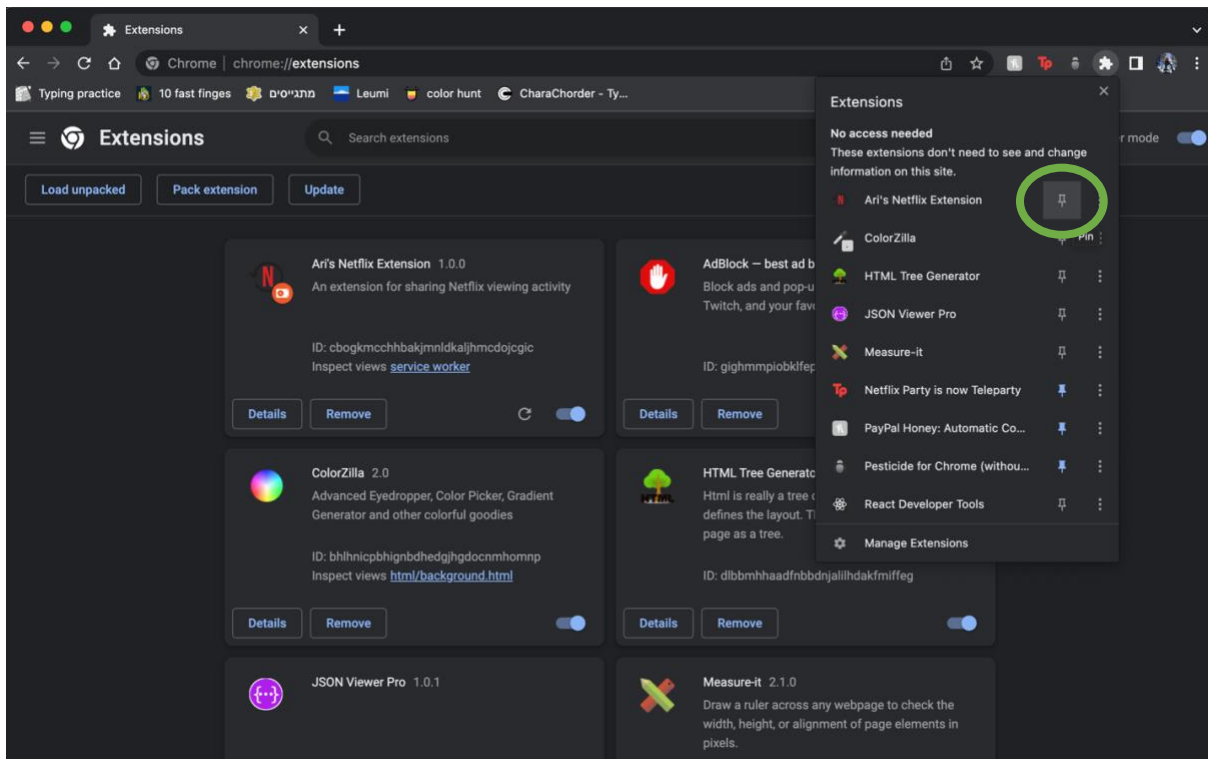 Extensions
Chrome | chrome://extensions
Typing practice 10 fast finges מתגייסים Leumi color hunt CharaChorder - Ty...
Extensions
Search extensions
r mode
Load unpacked Pack extension Update
Ari's Netflix Extension 1.0.0
An extension for sharing Netflix viewing activity
ID: cbogkmcchhbakjmnldkaljhmcdojcgic
Inspect views service worker
Details Remove
AdBlock — best ad b
Block ads and pop-u
Twitch, and your favo
ID: gighmmpiobklfep
Details Remove
ColorZilla 2.0
Advanced Eyedropper, Color Picker, Gradient
Generator and other colorful goodies
ID: bhlhnicpbhignbdhedgjhgdocnmhomnp
Inspect views html/background.html
Details Remove
HTML Tree Generato
Html is really a tree
defines the layout. T
page as a tree.
ID: dlbbmhhaadfnbbdnjalilhdakfmiffeg
Details Remove
JSON Viewer Pro 1.0.1
Measure-it 2.1.0
Draw a ruler across any webpage to check the
width, height, or alignment of page elements in
pixels.
Extensions
No access needed
These extensions don't need to see and change
information on this site.
Ari's Netflix Extension
ColorZilla
Pin
HTML Tree Generator
JSON Viewer Pro
Measure-it
Tp Netflix Party is now Teleparty
PayPal Honey: Automatic Co...
Pesticide for Chrome (withou...
React Developer Tools
Manage Extensions